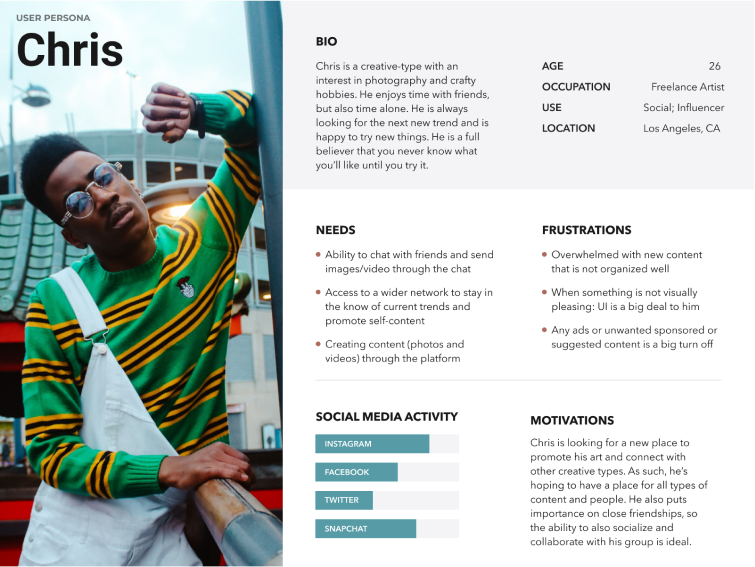 USER PERSONA
Chris
BIO
Chris is a creative-type with an
interest in photography and crafty
hobbies. He enjoys time with friends,
but also time alone. He is always
looking for the next new trend and is
happy to try new things. He is a full
believer that you never know what
you'll like until you try it.
AGE 26
OCCUPATION Freelance Artist
USE Social; Influencer
LOCATION Los Angeles, CA
NEEDS
Ability to chat with friends and send
images/video through the chat
Access to a wider network to stay in
the know of current trends and
promote self-content
Creating content (photos and
videos) through the platform
FRUSTRATIONS
Overwhelmed with new content
that is not organized well
When something is not visually
pleasing: UI is a big deal to him
Any ads or unwanted sponsored or
suggested content is a big turn off
SOCIAL MEDIA ACTIVITY
INSTAGRAM
FACEBOOK
TWITTER
SNAPCHAT
MOTIVATIONS
Chris is looking for a new place to
promote his art and connect with
other creative types. As such, he's
hoping to have a place for all types of
content and people. He also puts
importance on close friendships, so
the ability to also socialize and
collaborate with his group is ideal.